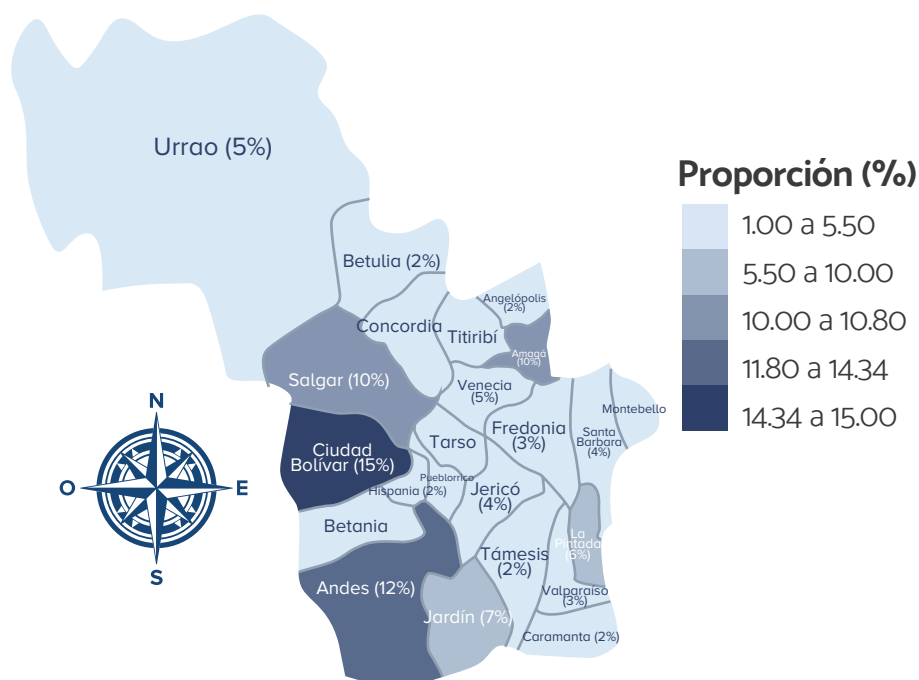 Urrao (5%)
Proporción (%)
1.00 a 5.50
5.50 a 10.00
10.00 a 10.80
11.80 a 14.34
14.34 a 15.00
Betulia (2%)
Angelópolis
(2%)
Concordia
Titiribí
Amagá
(10%)
Salgar (10%)
Venecia
(5%)
Montebello
Fredonia
(3%)
Santa
Barbara
(4%)
Tarso
Ciudad
Bolívar (15%)
Pueblorrico
Hispania (2%)
Jericó
(4%)
Betania
La
Pintada
(6%)
Támesis
(2%)
Andes (12%)
Valparaíso
(3%)
Jardín (7%)
Caramanta (2%)
N
O
E
S